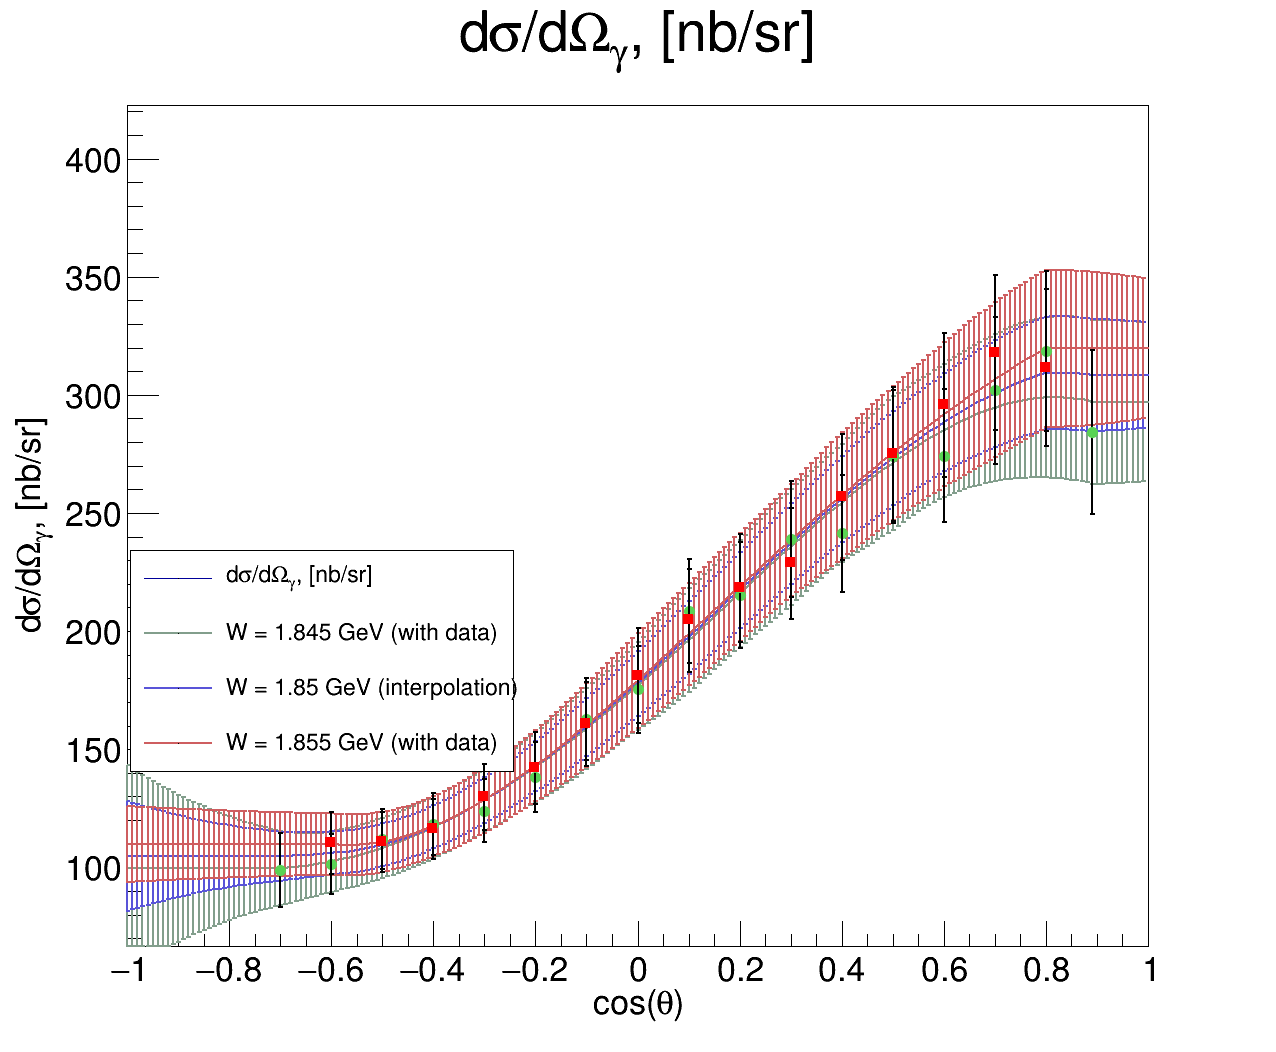 dσ/dΩγ, [nb/sr]
dσ/dΩγ, [nb/sr]
400
350
300
250
200
150
100
dσ/dΩγ, [nb/sr]
W = 1.845 GeV (with data)
W = 1.85 GeV (interpolation)
W = 1.855 GeV (with data)
−1 −0.8 −0.6 −0.4 −0.2 0 0.2 0.4 0.6 0.8 1
cos(θ)